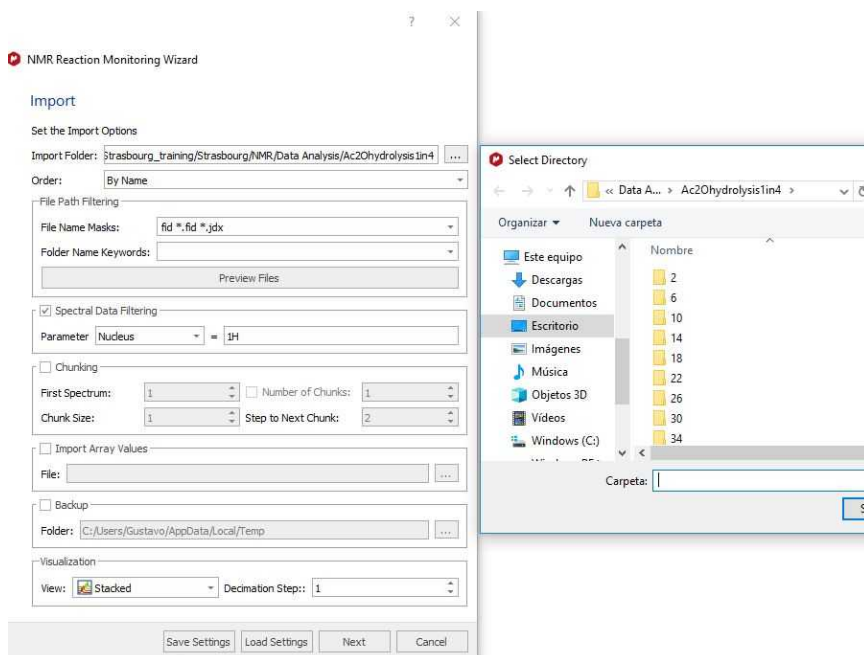 ?
NMR Reaction Monitoring Wizard
Import
Set the Import Options
Import Folder: Strasbourg_training/Strasbourg/NMR/Data Analysis/Ac2Ohydrolysis1in4 ...
Order: By Name
File Path Filtering
File Name Masks: fid *.fid *.jdx
Folder Name Keywords:
Preview Files
Spectral Data Filtering
Parameter Nucleus = 1H
Chunking
First Spectrum: 1 Number of Chunks: 1
Chunk Size: 1 Step to Next Chunk: 2
Import Array Values
File: ...
Backup
Folder: C:/Users/Gustavo/AppData/Local/Temp ...
Visualization
View: Stacked Decimation Step:: 1
Save Settings Load Settings Next Cancel
Select Directory
« Data A... › Ac2Ohydrolysis1in4 ›
Organizar Nueva carpeta
Este equipo
Descargas
Documentos
Escritorio
Imágenes
Música
Objetos 3D
Vídeos
Windows (C:)
Nombre
2
6
10
14
18
22
26
30
34
Carpeta: